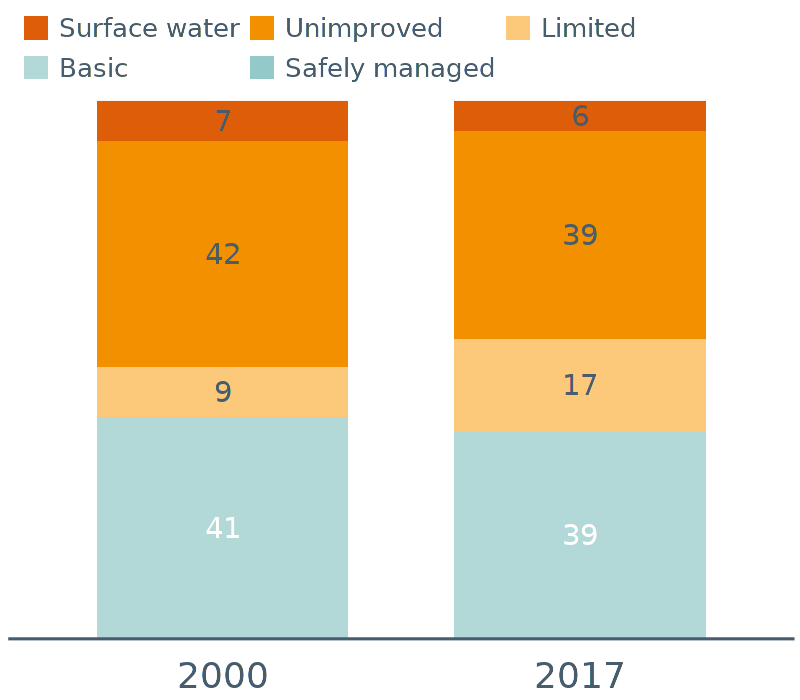 Surface water Unimproved Limited
Basic Safely managed
7 6
42 39
9 17
41 39
2000 2017